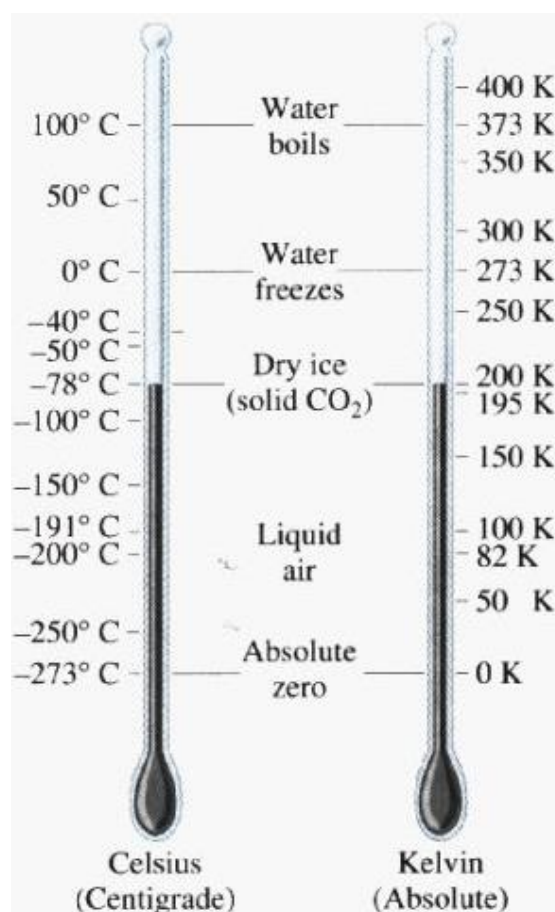 100° C
50° C
0° C
–40° C
–50° C
–78° C
–100° C
–150° C
–191° C
–200° C
–250° C
–273° C
Water
boils
Water
freezes
Dry ice
(solid CO₂)
Liquid
air
Absolute
zero
400 K
373 K
350 K
300 K
273 K
250 K
200 K
195 K
150 K
100 K
82 K
50 K
0 K
Celsius
(Centigrade)
Kelvin
(Absolute)